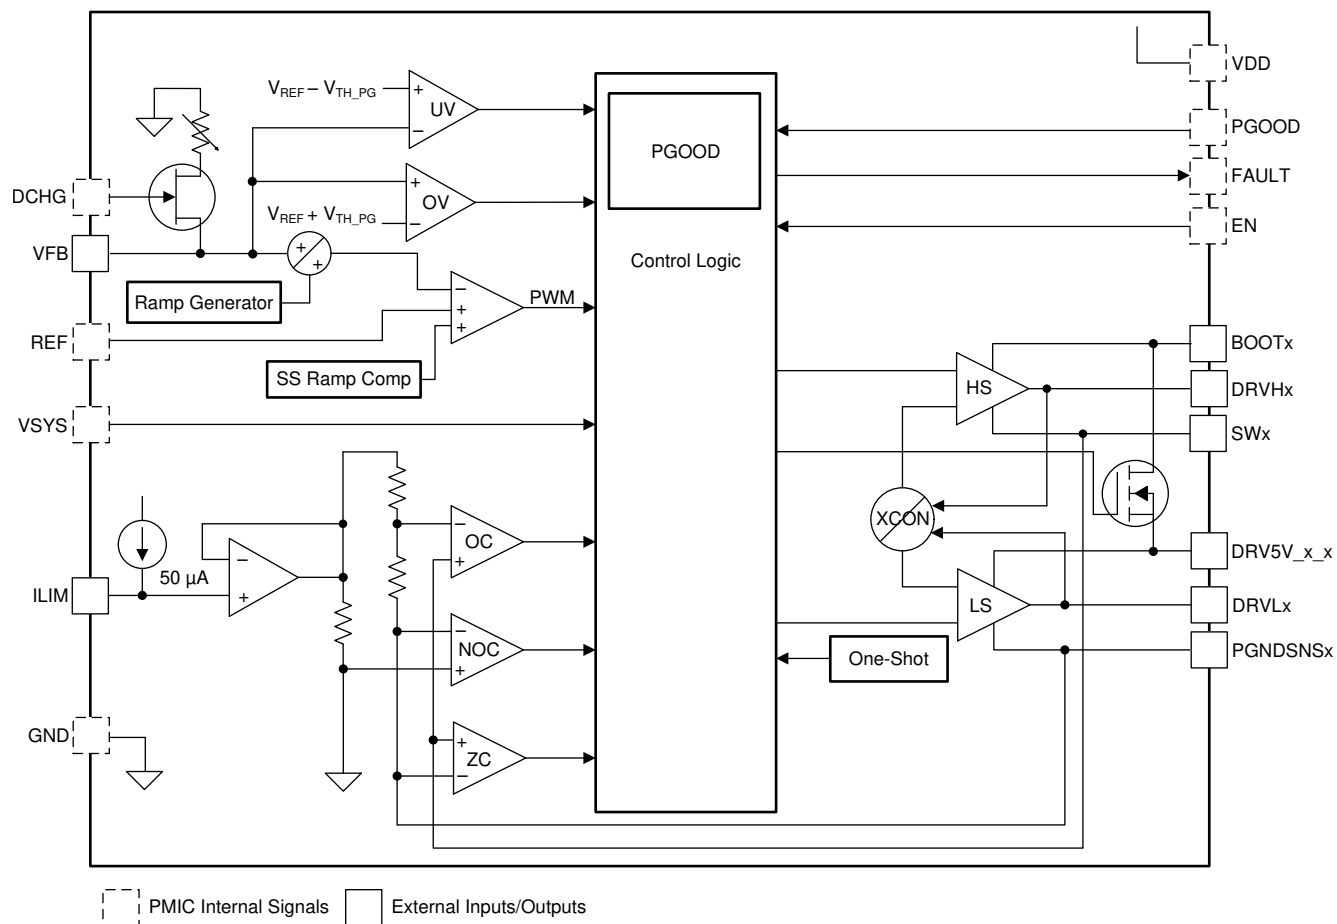 VDD
V_REF – V_TH_PG
+
UV
−
PGOOD
PGOOD
FAULT
DCHG
+
OV
V_REF + V_TH_PG
−
EN
VFB
+
+
Control Logic
Ramp Generator
−
PWM
+
+
REF
BOOTx
SS Ramp Comp
HS
DRVHx
VSYS
SWx
−
OC
+
XCON
−
50 µA
+
DRV5V_x_x
ILIM
LS
DRVLx
−
NOC
+
One-Shot
PGNDSNSx
GND
+
ZC
−
PMIC Internal Signals
External Inputs/Outputs